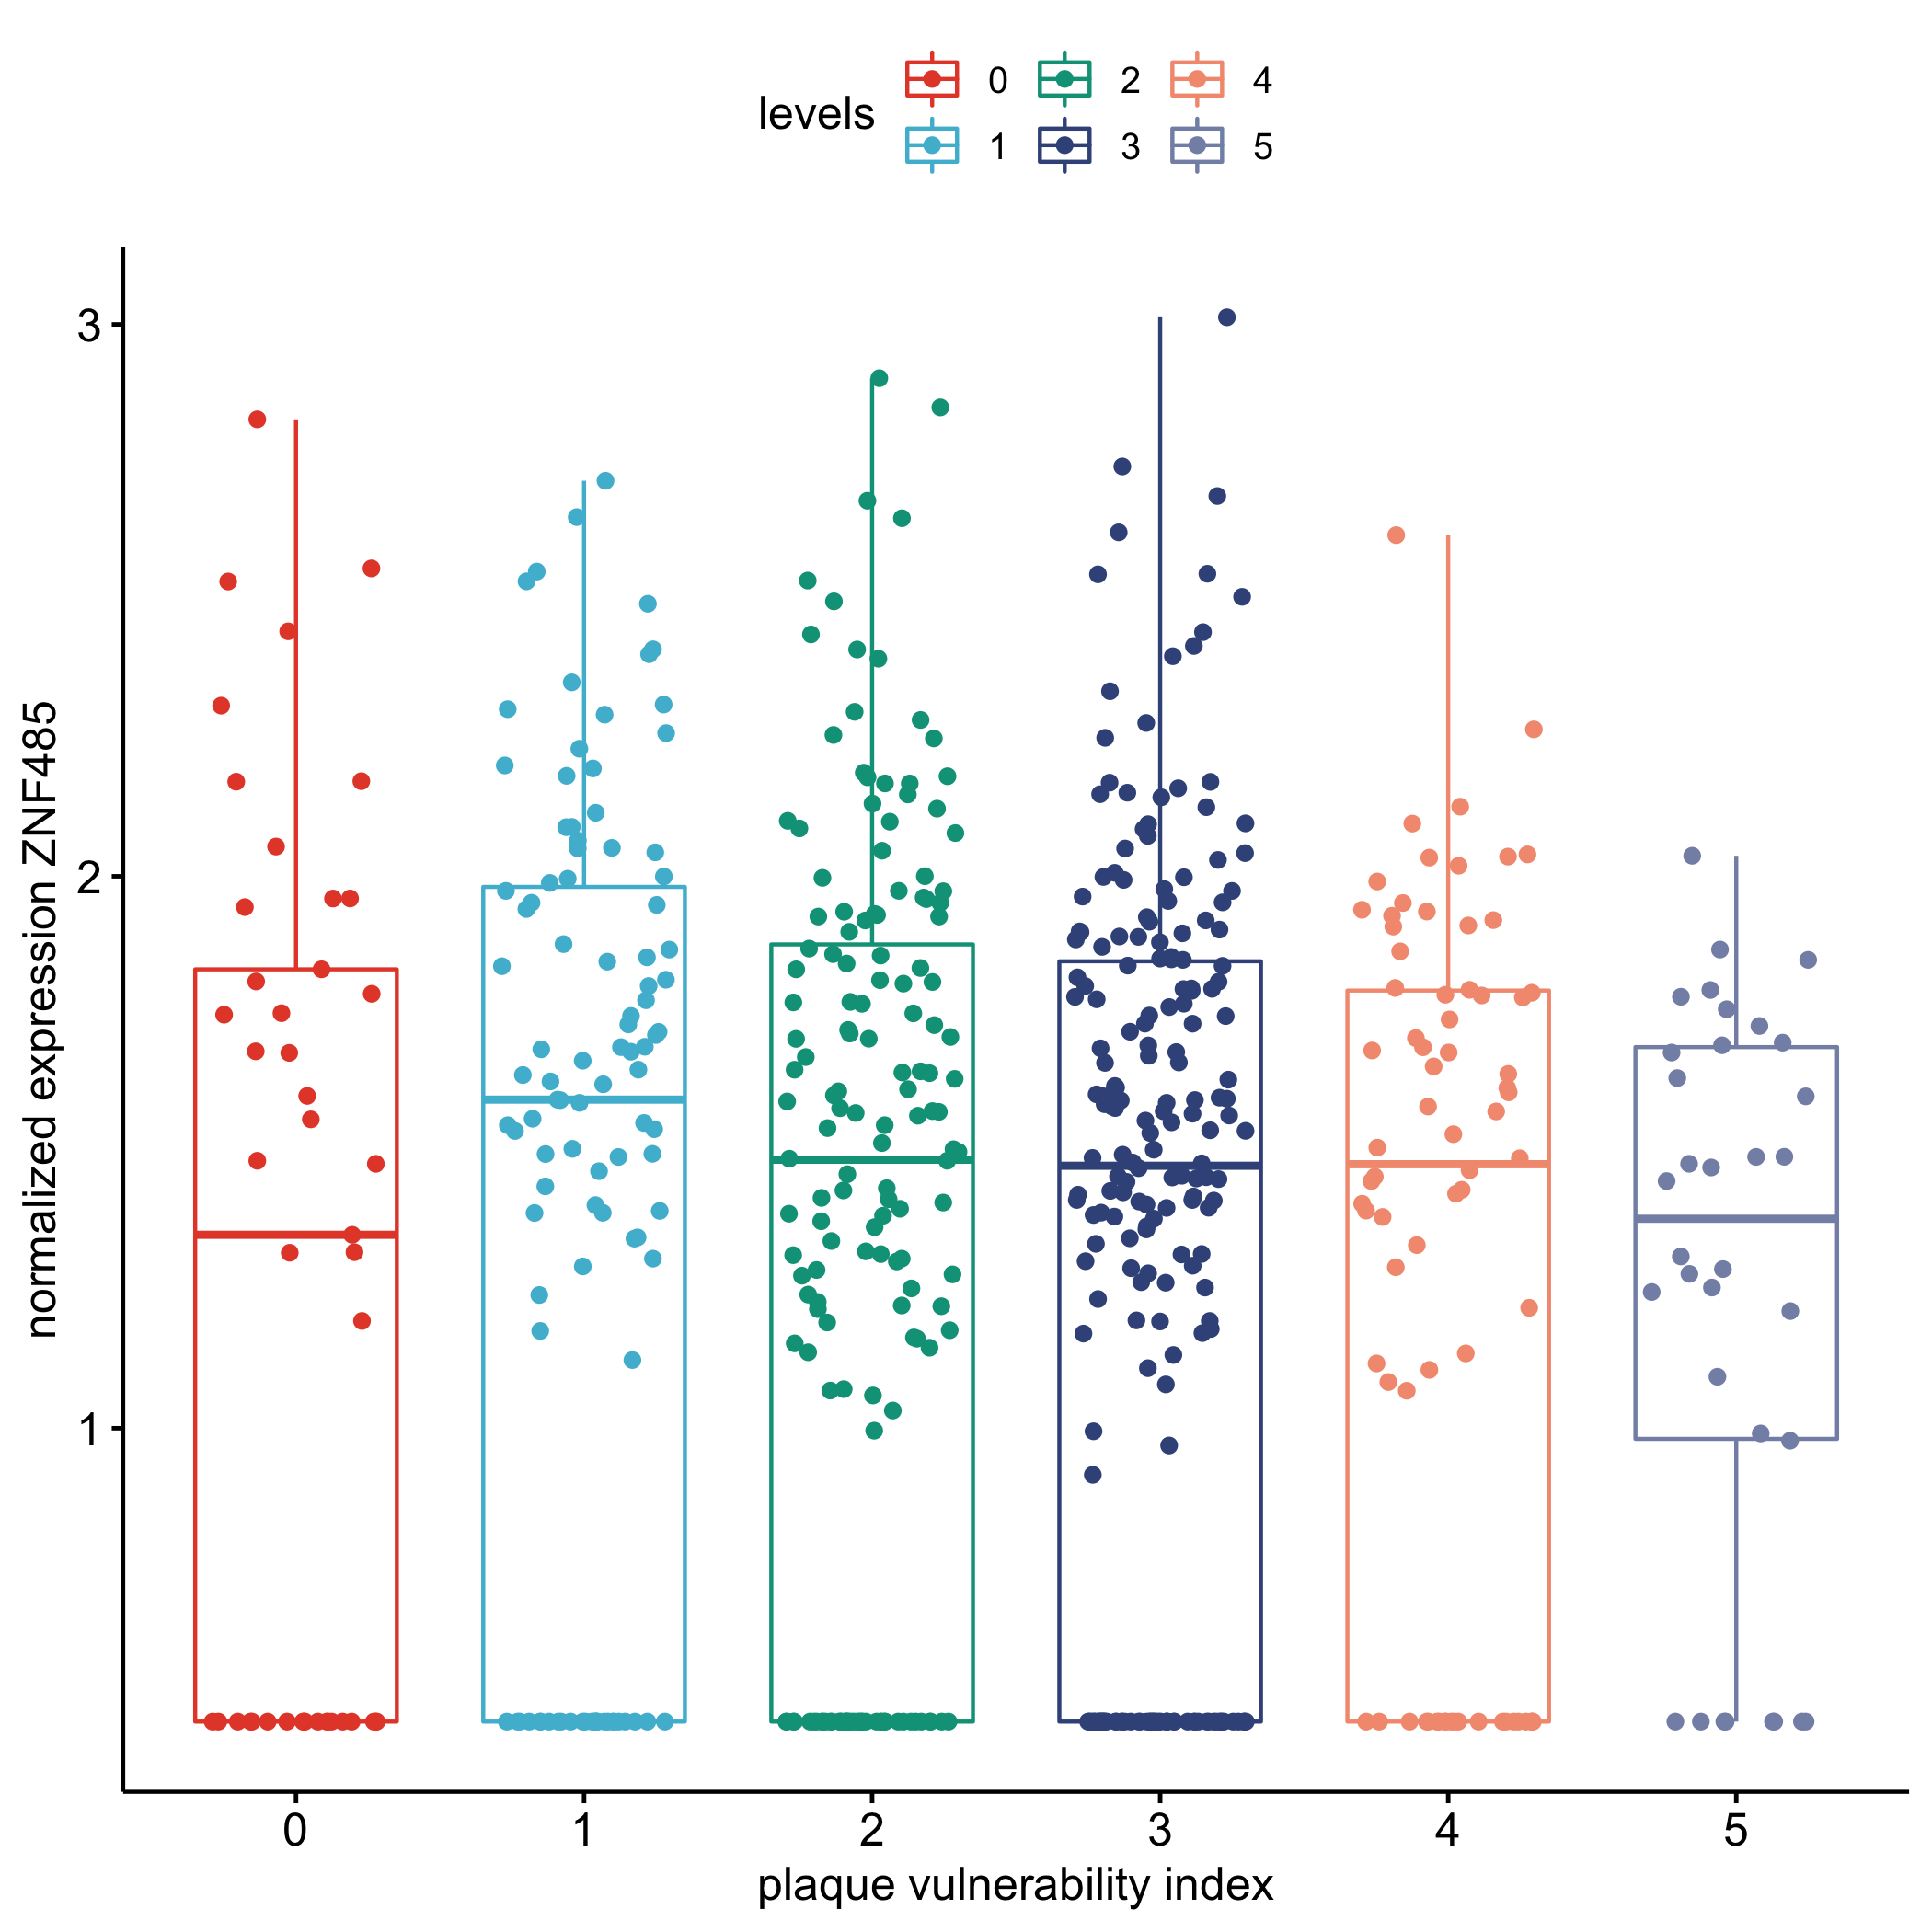 levels
0 2 4
1 3 5
normalized expression ZNF485
3
2
1
0 1 2 3 4 5
plaque vulnerability index